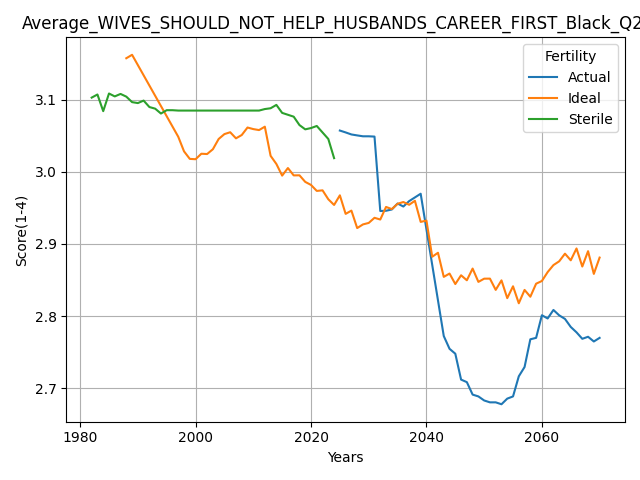 Average_WIVES_SHOULD_NOT_HELP_HUSBANDS_CAREER_FIRST_Black_Q2
Fertility
Actual
Ideal
Sterile
Score(1-4)
3.1
3.0
2.9
2.8
2.7
1980 2000 2020 2040 2060
Years